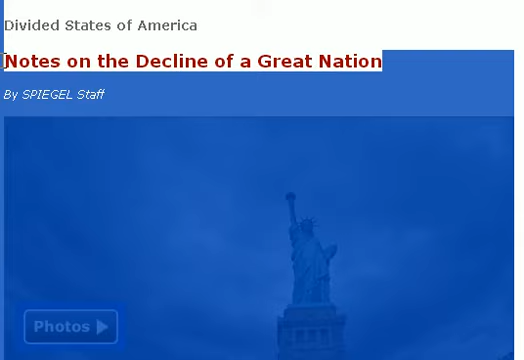 Divided States of America
Notes on the Decline of a Great Nation
By SPIEGEL Staff
Photos